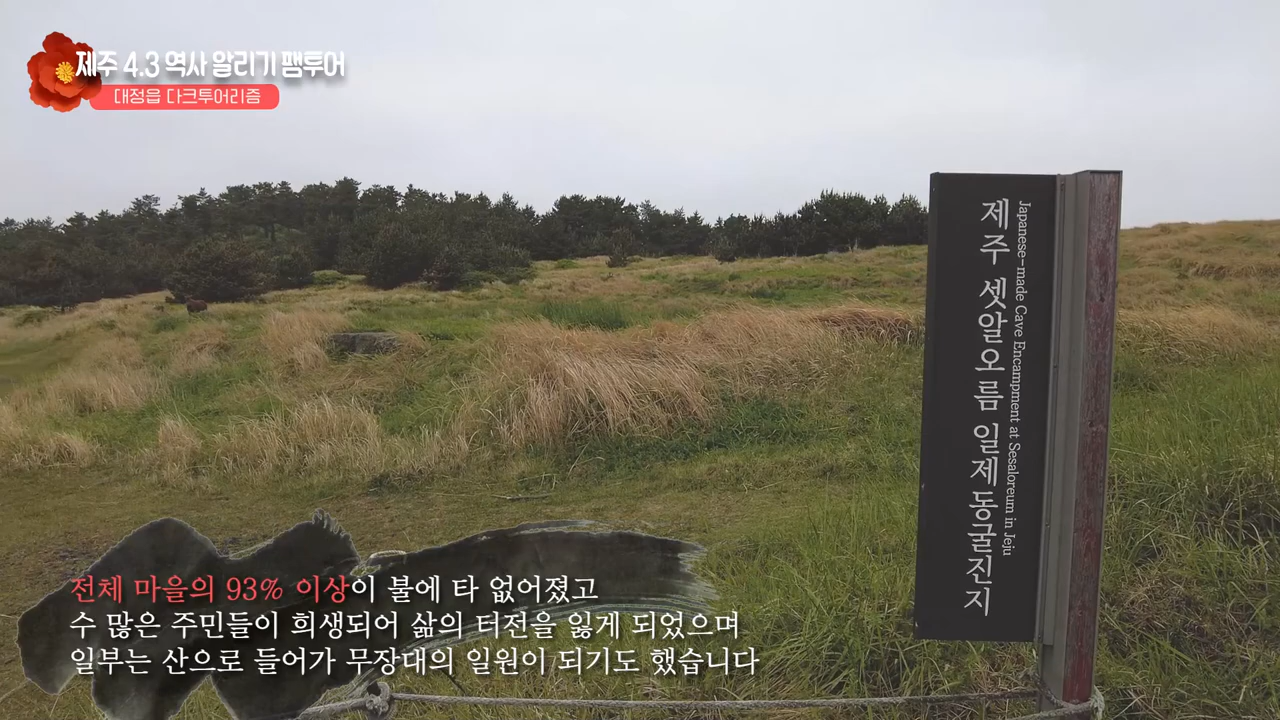 제주 4.3 역사 알리기 팸투어
대정읍 다크투어리즘
제주 셋알오름 일제동굴진지
Japanese-made Cave Encampment at Sesaloreum in Jeju
전체 마을의 93% 이상이 불에 타 없어졌고
수 많은 주민들이 희생되어 삶의 터전을 잃게 되었으며
일부는 산으로 들어가 무장대의 일원이 되기도 했습니다